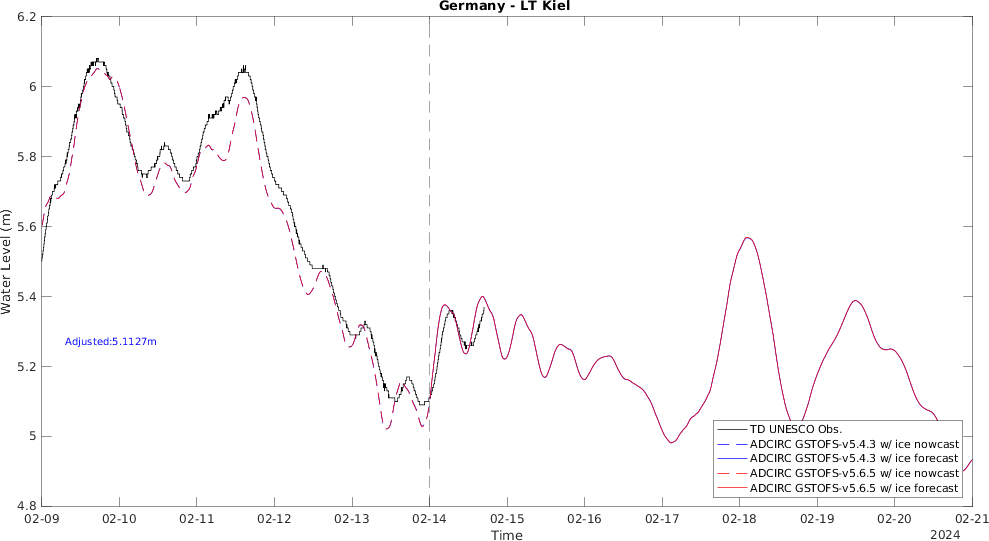 Germany - LT Kiel
6.2
6
5.8
5.6
5.4
5.2
5
4.8
Water Level (m)
Adjusted:5.1127m
TD UNESCO Obs.
ADCIRC GSTOFS-v5.4.3 w/ ice nowcast
ADCIRC GSTOFS-v5.4.3 w/ ice forecast
ADCIRC GSTOFS-v5.6.5 w/ ice nowcast
ADCIRC GSTOFS-v5.6.5 w/ ice forecast
02-09 02-10 02-11 02-12 02-13 02-14 02-15 02-16 02-17 02-18 02-19 02-20 02-21
Time
2024